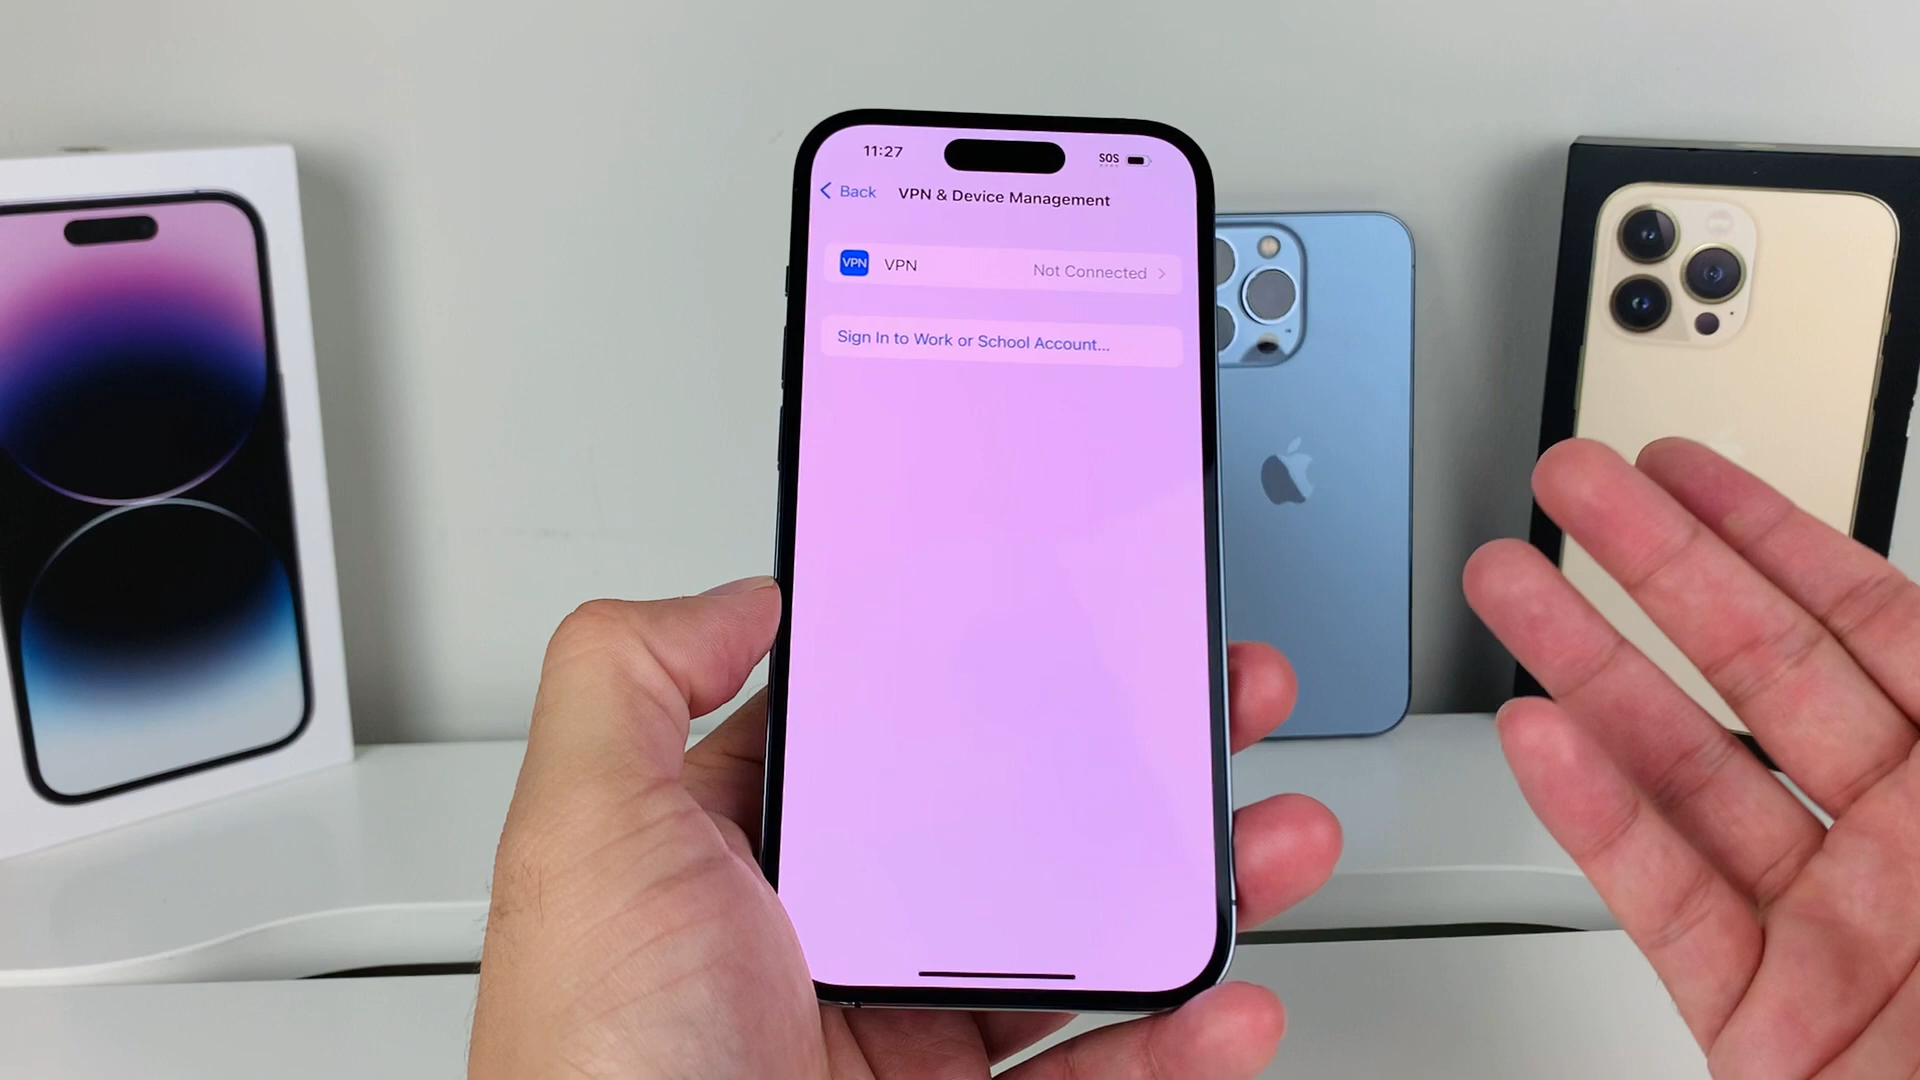 11:27
SOS
Back
VPN & Device Management
VPN VPN
Not Connected
Sign In to Work or School Account...